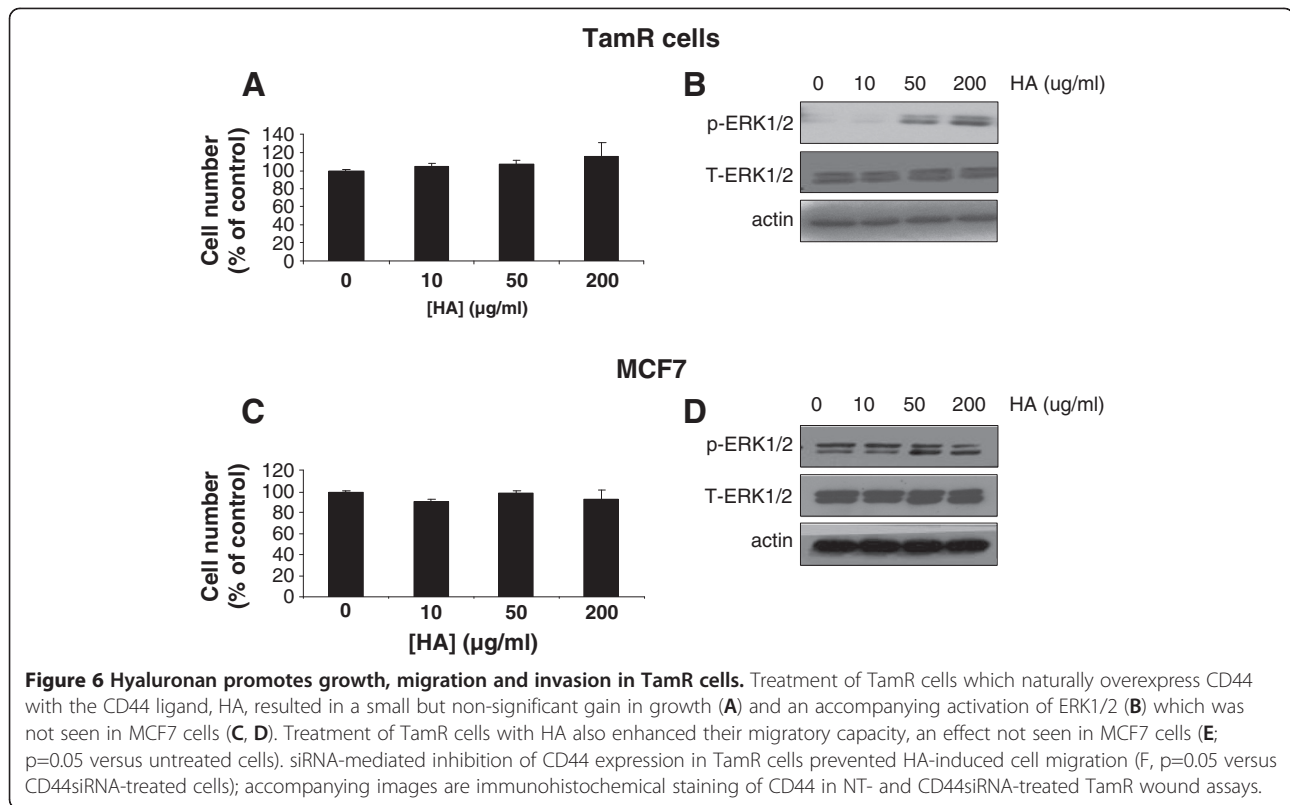 TamR cells
A
140
120
100
80
60
40
20
0
Cell number
(% of control)
0 10 50 200
[HA] (µg/ml)
B
0 10 50 200 HA (ug/ml)
p-ERK1/2
T-ERK1/2
actin
MCF7
C
120
100
80
60
40
20
0
Cell number
(% of control)
0 10 50 200
[HA] (µg/ml)
D
0 10 50 200 HA (ug/ml)
p-ERK1/2
T-ERK1/2
actin
Figure 6 Hyaluronan promotes growth, migration and invasion in TamR cells. Treatment of TamR cells which naturally overexpress CD44
with the CD44 ligand, HA, resulted in a small but non-significant gain in growth (A) and an accompanying activation of ERK1/2 (B) which was
not seen in MCF7 cells (C, D). Treatment of TamR cells with HA also enhanced their migratory capacity, an effect not seen in MCF7 cells (E;
p=0.05 versus untreated cells). siRNA-mediated inhibition of CD44 expression in TamR cells prevented HA-induced cell migration (F, p=0.05 versus
CD44siRNA-treated cells); accompanying images are immunohistochemical staining of CD44 in NT- and CD44siRNA-treated TamR wound assays.